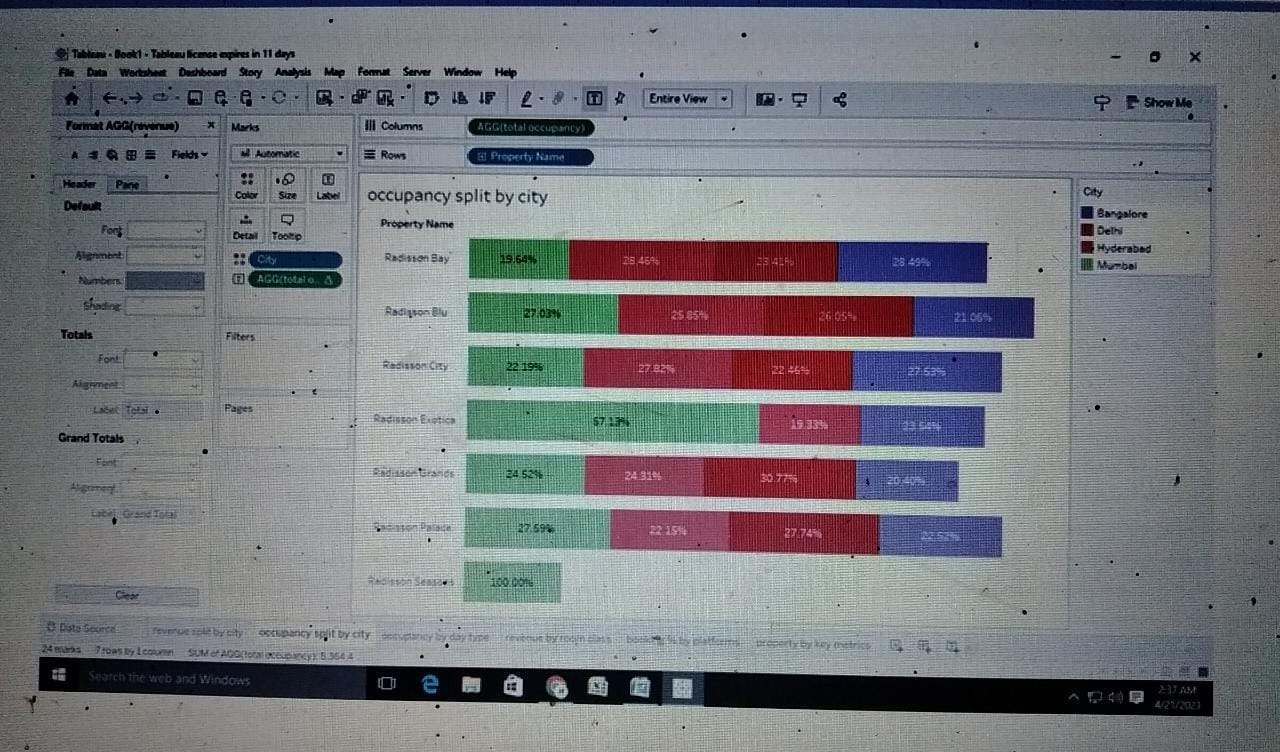 Tableau - Book1 - Tableau license expires in 11 days
File Data Worksheet Dashboard Story Analysis Map Format Server Window Help
Entire View
Show Me
Format AGG(revenue) ×
Fields
Header Pane
Default
Font:
Alignment:
Numbers:
Shading:
Totals
Font:
Alignment:
Label: Total
Grand Totals
Font:
Alignment:
Label: Grand Total
Clear
Marks
Automatic
Color Size Label
Detail Tooltip
City
AGG(total o..
Filters
Pages
Columns AGG(total occupancy)
Rows Property Name
occupancy split by city
Property Name
Radisson Bay 19.64% 28.46% 23.41% 28.49%
Radisson Blu 27.03% 25.85% 26.05% 21.06%
Radisson City 22.19% 27.82% 22.46% 27.53%
Radisson Exotica 57.13% 19.33% 23.54%
Radisson Grands 24.52% 24.31% 30.77% 20.40%
Radisson Palace 27.59% 22.15% 27.74% 22.52%
Radisson Seasons 100.00%
City
Bangalore
Delhi
Hyderabad
Mumbai
Data Source revenue split by city occupancy split by city occupancy by day type revenue by room class by platforms property by key metrics
24 marks 7 rows by 1 column SUM of AGG(total occupancy): 5,364.4
Search the web and Windows
2:37 AM
4/21/2023